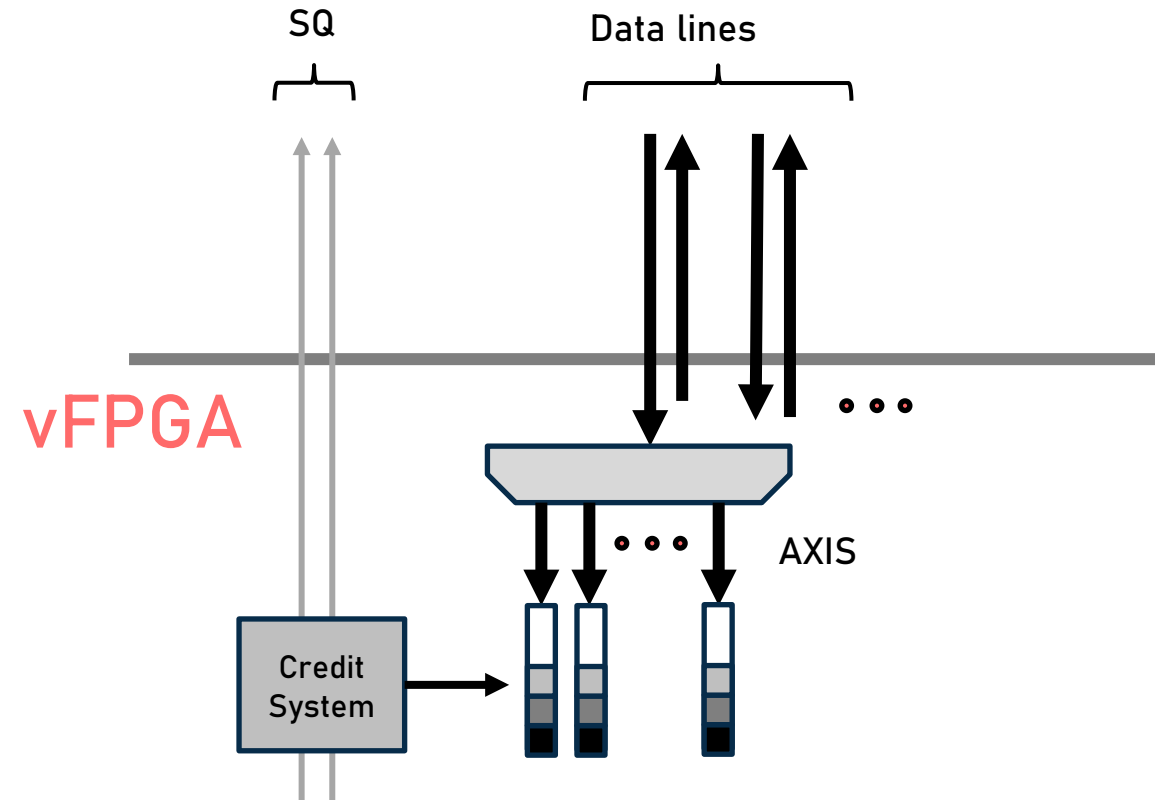 SQ
Data lines
vFPGA
AXIS
Credit
System